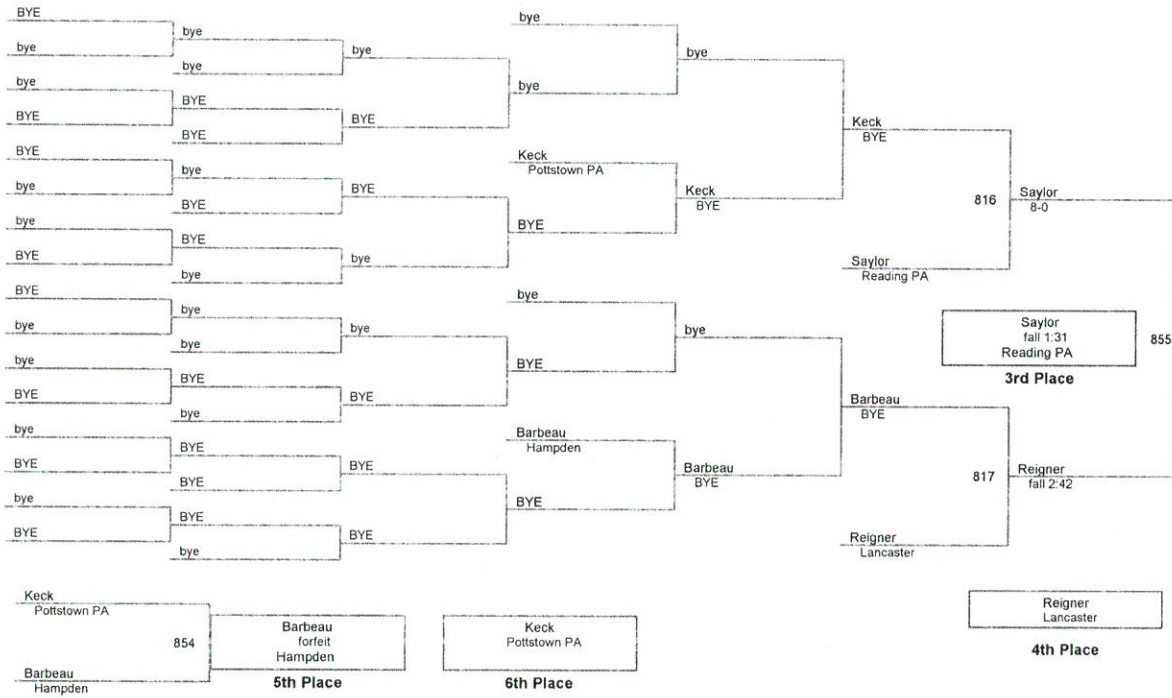 BYE
bye
bye
BYE
BYE
bye
bye
BYE
BYE
bye
bye
BYE
bye
BYE
bye
BYE
bye
bye
BYE
BYE
bye
BYE
BYE
bye
bye
bye
BYE
bye
BYE
BYE
BYE
bye
bye
BYE
BYE
bye
bye
BYE
BYE
BYE
bye
bye
Keck
Pottstown PA
BYE
bye
BYE
Barbeau
Hampden
BYE
bye
Keck
BYE
bye
Barbeau
BYE
Keck
BYE
816
Saylor
Reading PA
Barbeau
BYE
817
Reigner
Lancaster
Saylor
8-0
Saylor
fall 1:31
Reading PA
3rd Place
855
Reigner
fall 2:42
Reigner
Lancaster
4th Place
Keck
Pottstown PA
854
Barbeau
Hampden
Barbeau
forfeit
Hampden
5th Place
Keck
Pottstown PA
6th Place